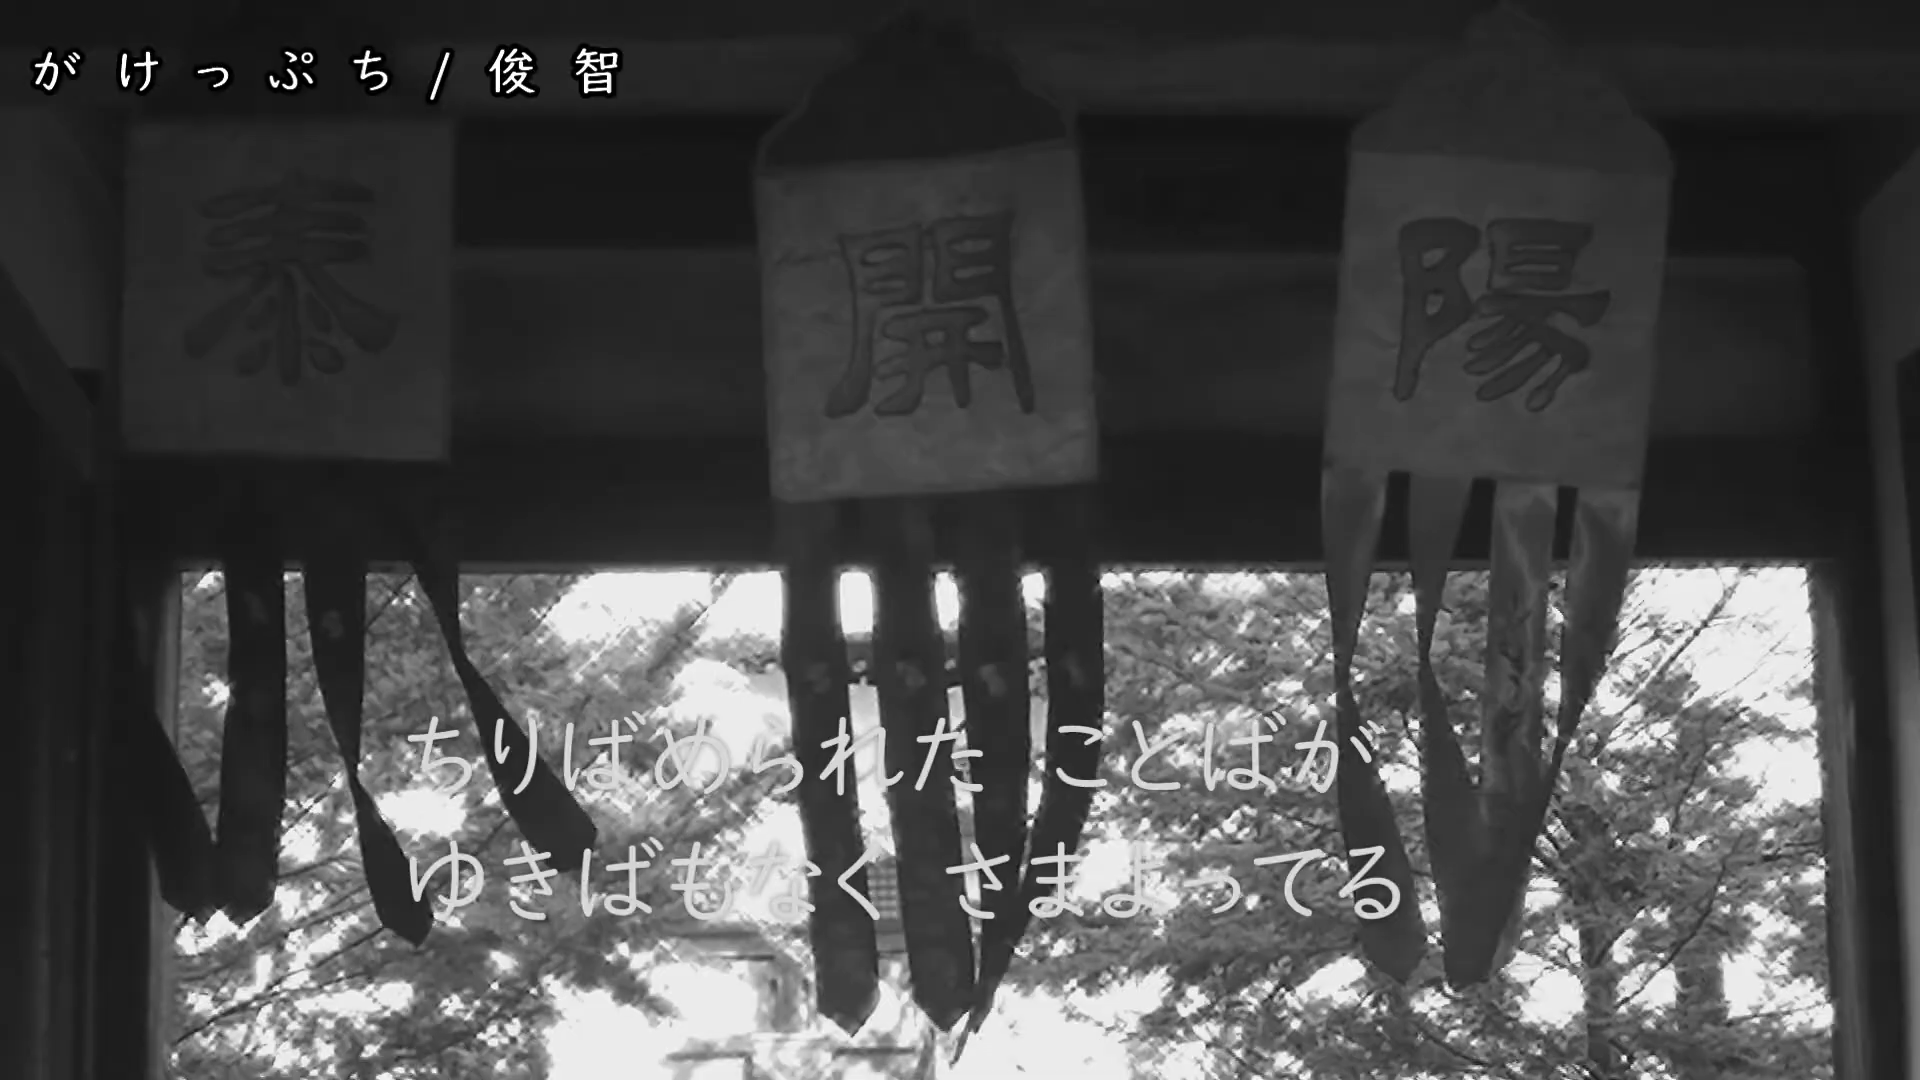 がけっぷち/俊智
泰 開 陽
ちりばめられた ことばが
ゆきばもなく さまよってる